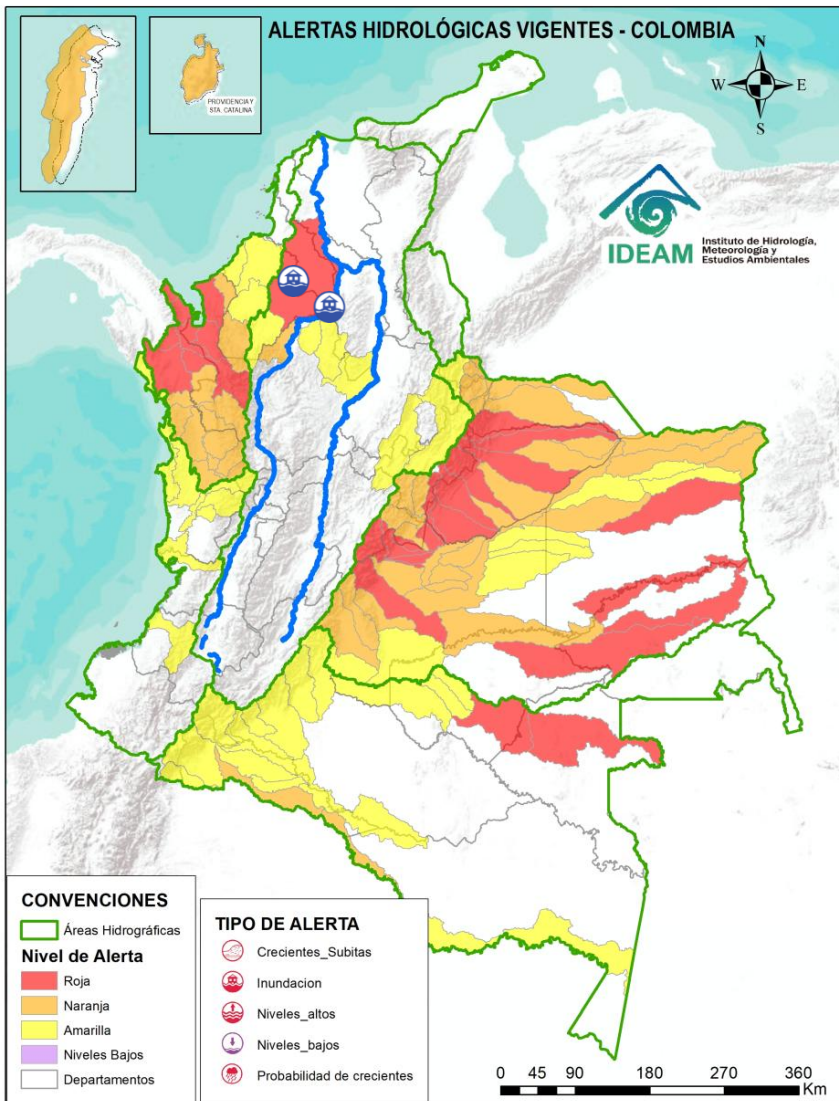 ALERTAS HIDROLÓGICAS VIGENTES - COLOMBIA
PROVIDENCIA Y
STA. CATALINA
N
W
E
S
IDEAM
Instituto de Hidrología,
Meteorología y
Estudios Ambientales
CONVENCIONES
Áreas Hidrográficas
Nivel de Alerta
Roja
Naranja
Amarilla
Niveles Bajos
Departamentos
TIPO DE ALERTA
Crecientes_Subitas
Inundacion
Niveles_altos
Niveles_bajos
Probabilidad de crecientes
0 45 90 180 270 360
Km